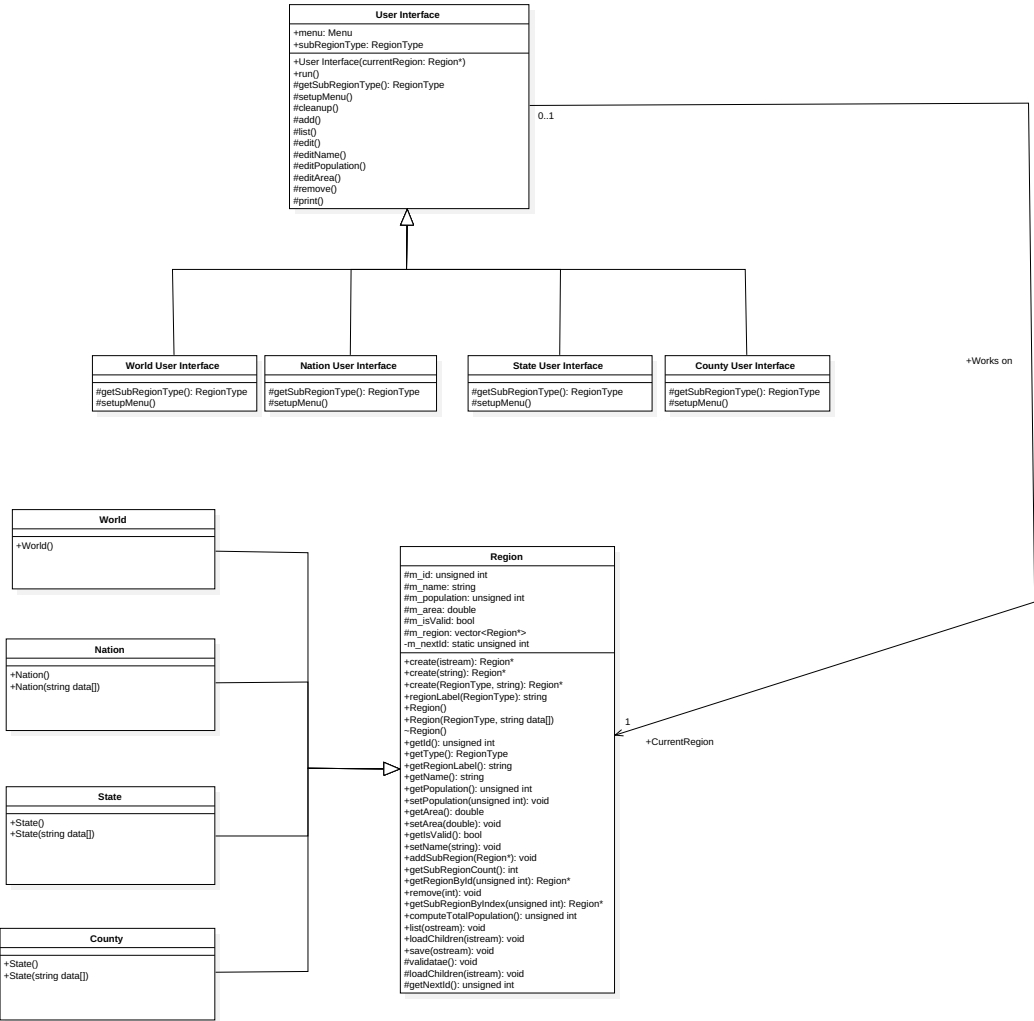 User Interface
+menu: Menu
+subRegionType: RegionType
+User Interface(currentRegion: Region*)
+run()
#getSubRegionType(): RegionType
#setupMenu()
#cleanup()
#add()
#list()
#edit()
#editName()
#editPopulation()
#editArea()
#remove()
#print()
0..1
+Works on
World User Interface
#getSubRegionType(): RegionType
#setupMenu()
Nation User Interface
#getSubRegionType(): RegionType
#setupMenu()
State User Interface
#getSubRegionType(): RegionType
#setupMenu()
County User Interface
#getSubRegionType(): RegionType
#setupMenu()
World
+World()
Nation
+Nation()
+Nation(string data[])
State
+State()
+State(string data[])
County
+State()
+State(string data[])
Region
#m_id: unsigned int
#m_name: string
#m_population: unsigned int
#m_area: double
#m_isValid: bool
#m_region: vector<Region*>
-m_nextId: static unsigned int
+create(istream): Region*
+create(string): Region*
+create(RegionType, string): Region*
+regionLabel(RegionType): string
+Region()
+Region(RegionType, string data[])
~Region()
+getId(): unsigned int
+getType(): RegionType
+getRegionLabel(): string
+getName(): string
+getPopulation(): unsigned int
+setPopulation(unsigned int): void
+getArea(): double
+setArea(double): void
+getIsValid(): bool
+setName(string): void
+addSubRegion(Region*): void
+getSubRegionCount(): int
+getRegionById(unsigned int): Region*
+remove(int): void
+getSubRegionByIndex(unsigned int): Region*
+computeTotalPopulation(): unsigned int
+list(ostream): void
+loadChildren(istream): void
+save(ostream): void
#validatae(): void
#loadChildren(istream): void
#getNextId(): unsigned int
1
+CurrentRegion